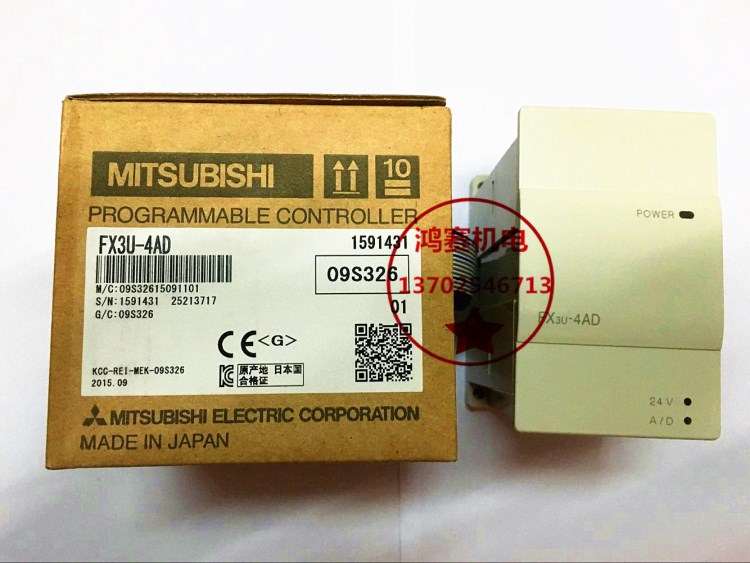 MITSUBISHI
10
PROGRAMMABLE CONTROLLER
FX3U-4AD
1591431
M/C:09S32615091101
S/N:1591431 25213717
G/C:09S326
09S326
01
CE<G>
KCC-REI-MEK-09S326
2015.09
原产地 日本国
合格证
MITSUBISHI ELECTRIC CORPORATION
MADE IN JAPAN
鸿赛机电
13702546713
POWER
FX3U-4AD
24V
A/D